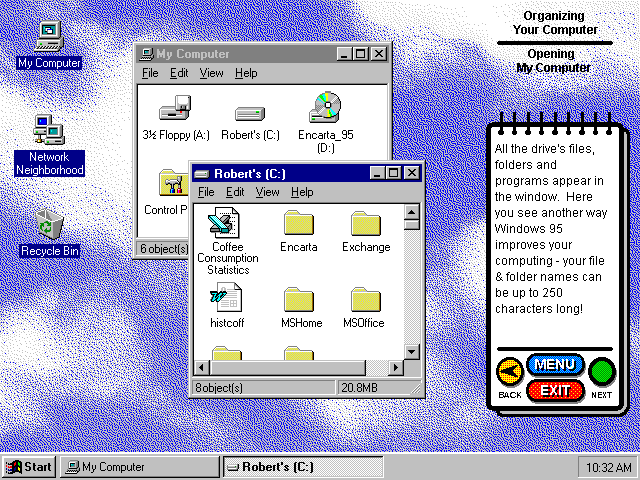 Organizing
Your Computer
Opening
My Computer
My Computer
Network
Neighborhood
Recycle Bin
My Computer
File Edit View Help
3½ Floppy (A:)
Robert's (C:)
Encarta_95
(D:)
Control P
6 object(s)
Robert's (C:)
File Edit View Help
Coffee
Consumption
Statistics
Encarta
Exchange
histcoff
MSHome
MSOffice
8 object(s)
20.8MB
All the drive's files,
folders and
programs appear in
the window. Here
you see another way
Windows 95
improves your
computing - your file
& folder names can
be up to 250
characters long!
BACK
MENU
EXIT
NEXT
Start
My Computer
Robert's (C:)
10:32 AM